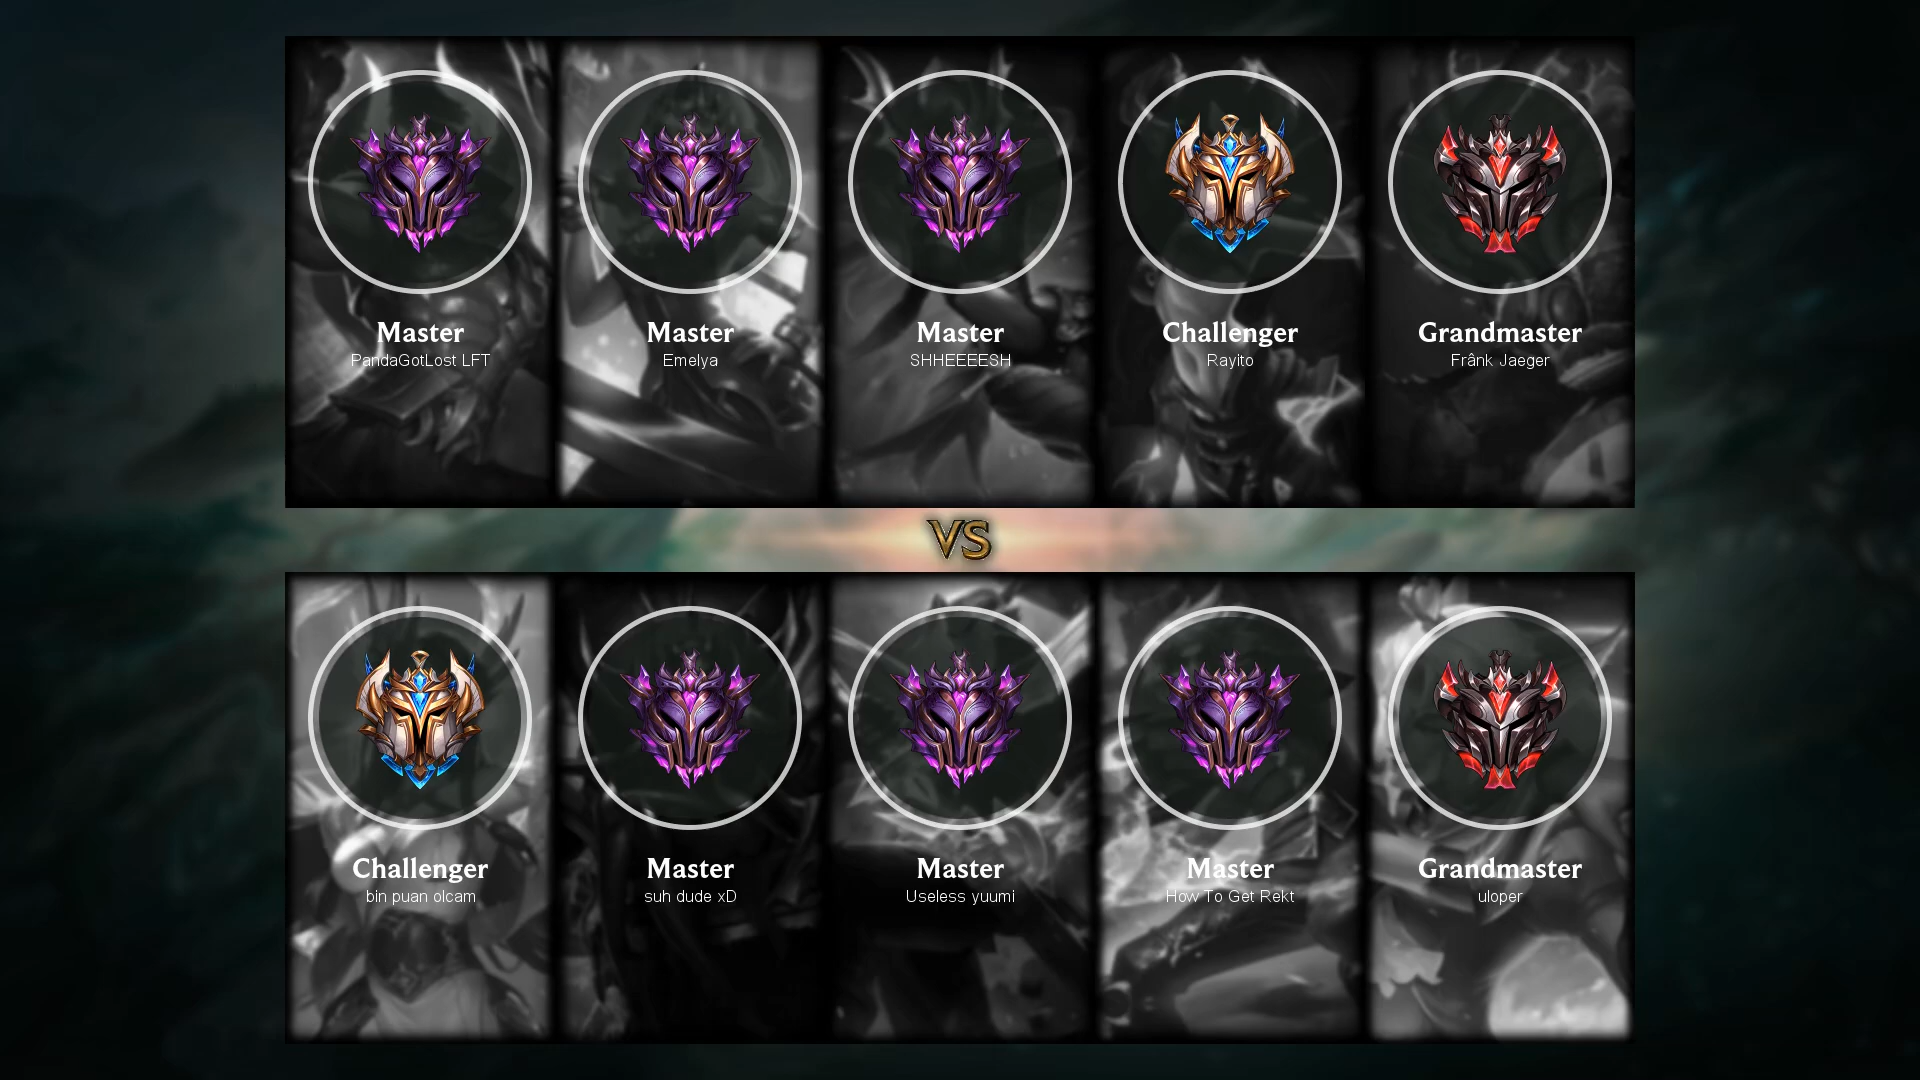 Master
PandaGotLost LFT
Master
Emelya
Master
SHHEEEESH
Challenger
Rayito
Grandmaster
Frânk Jaeger
VS
Challenger
bin puan olcam
Master
suh dude xD
Master
Useless yuumi
Master
How To Get Rekt
Grandmaster
uloper